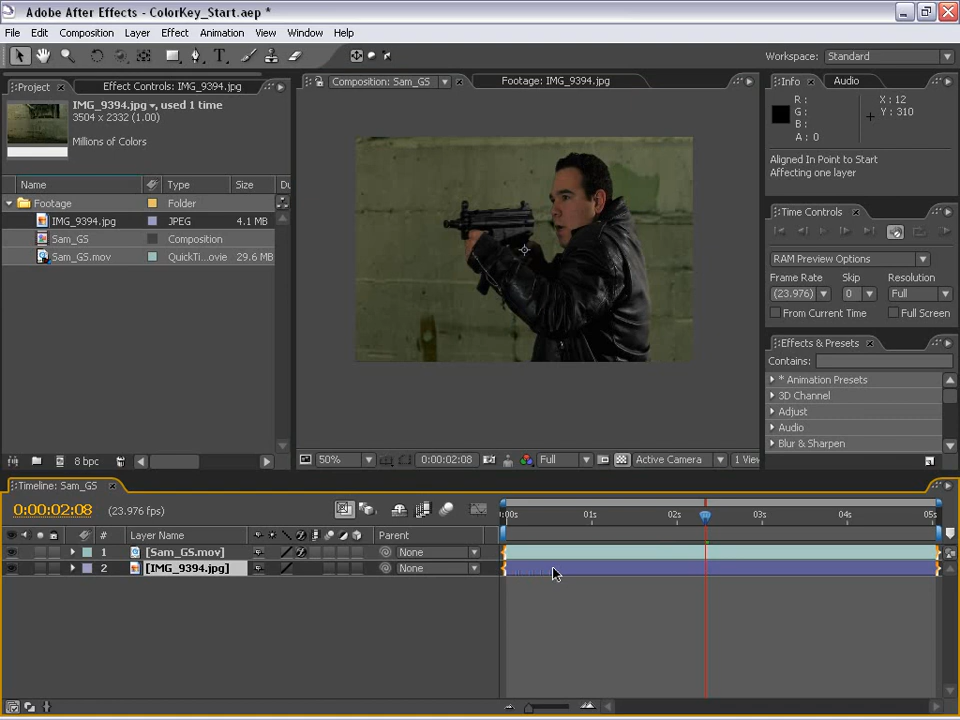 Adobe After Effects - ColorKey_Start.aep *
File Edit Composition Layer Effect Animation View Window Help
Workspace: Standard
Project Effect Controls: IMG_9394.jpg
IMG_9394.jpg, used 1 time
3504 x 2332 (1.00)
Millions of Colors
Name Type Size Du
Footage Folder
IMG_9394.jpg JPEG 4.1 MB
Sam_GS Composition
Sam_GS.mov QuickTi...ovie 29.6 MB
8 bpc
Composition: Sam_GS Footage: IMG_9394.jpg
50% 0:00:02:08 Full Active Camera 1 Vie
Info Audio
R : X : 12
G : Y : 310
B :
A : 0
Aligned In Point to Start
Affecting one layer
Time Controls
RAM Preview Options
Frame Rate Skip Resolution
(23.976) 0 Full
From Current Time Full Screen
Effects & Presets
Contains:
* Animation Presets
3D Channel
Adjust
Audio
Blur & Sharpen
Timeline: Sam_GS
0:00:02:08 (23.976 fps)
:00s 01s 02s 03s 04s 05s
# Layer Name Parent
1 [Sam_GS.mov] None
2 [IMG_9394.jpg] None